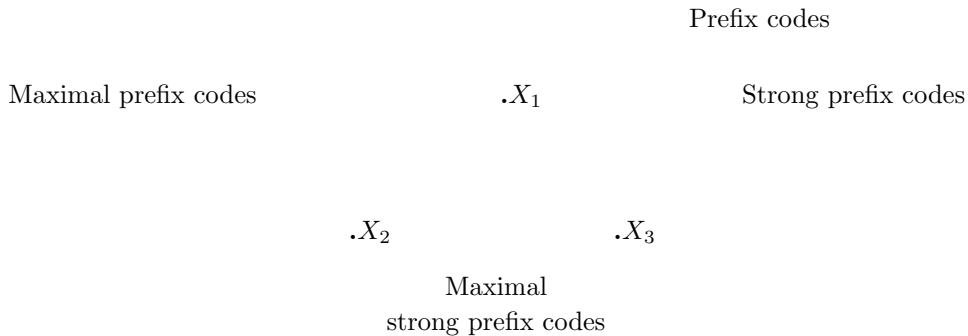 Prefix codes
Maximal prefix codes
.X₁
Strong prefix codes
.X₂
.X₃
Maximal
strong prefix codes